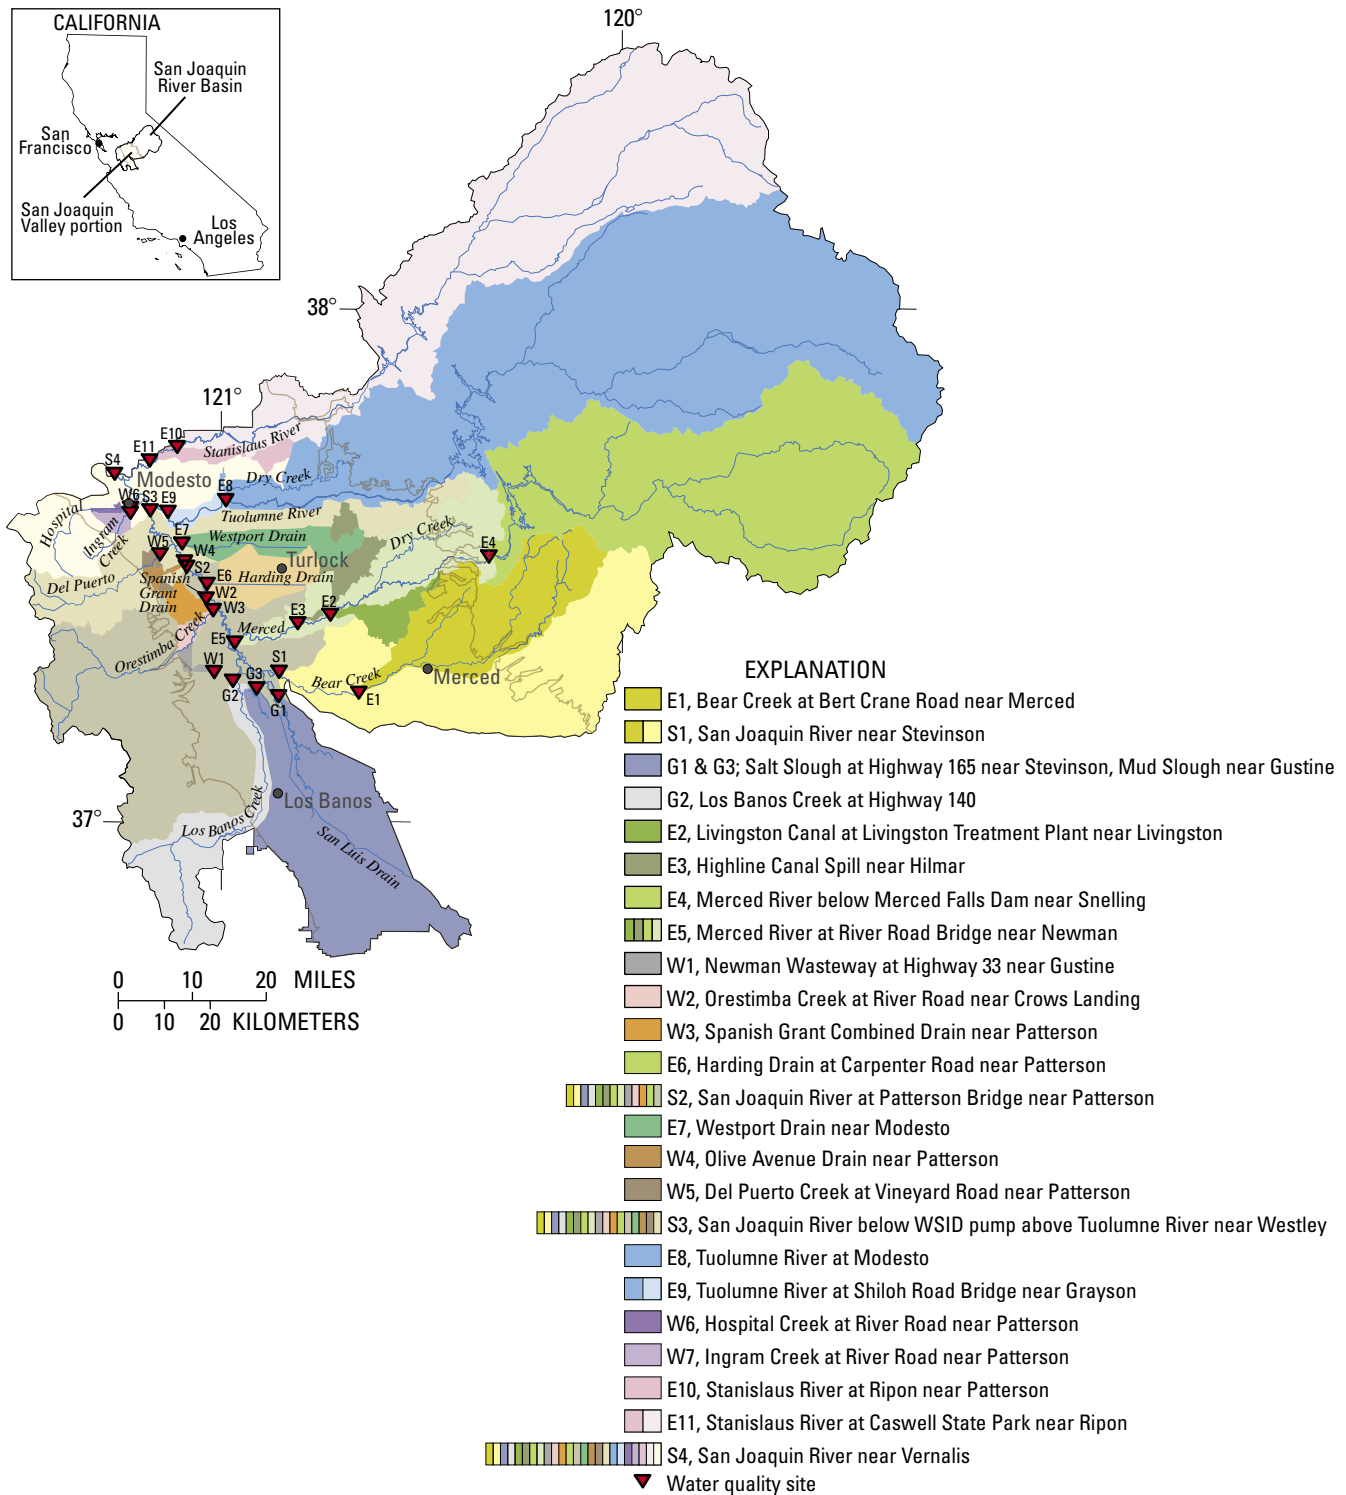 CALIFORNIA
San Joaquin
River Basin
San
Francisco
San Joaquin
Valley portion
Los
Angeles
120°
38°
121°
37°
E10
E11
Stanislaus River
S4
Modesto
Dry Creek
E8
W6
S3
E9
Hospital
Ingram
Creek
Tuolumne River
E7
Westport Drain
Dry Creek
W5
W4
E4
S2
Turlock
Del Puerto
Spanish
Grant
Drain
E6
Harding Drain
W2
W3
E3
E2
Merced
E5
Orestimba Creek
W1
S1
G3
Bear Creek
Merced
G2
G1
E1
Los Banos
Los Banos Creek
San Luis Drain
0 10 20 MILES
0 10 20 KILOMETERS
EXPLANATION
E1, Bear Creek at Bert Crane Road near Merced
S1, San Joaquin River near Stevinson
G1 & G3; Salt Slough at Highway 165 near Stevinson, Mud Slough near Gustine
G2, Los Banos Creek at Highway 140
E2, Livingston Canal at Livingston Treatment Plant near Livingston
E3, Highline Canal Spill near Hilmar
E4, Merced River below Merced Falls Dam near Snelling
E5, Merced River at River Road Bridge near Newman
W1, Newman Wasteway at Highway 33 near Gustine
W2, Orestimba Creek at River Road near Crows Landing
W3, Spanish Grant Combined Drain near Patterson
E6, Harding Drain at Carpenter Road near Patterson
S2, San Joaquin River at Patterson Bridge near Patterson
E7, Westport Drain near Modesto
W4, Olive Avenue Drain near Patterson
W5, Del Puerto Creek at Vineyard Road near Patterson
S3, San Joaquin River below WSID pump above Tuolumne River near Westley
E8, Tuolumne River at Modesto
E9, Tuolumne River at Shiloh Road Bridge near Grayson
W6, Hospital Creek at River Road near Patterson
W7, Ingram Creek at River Road near Patterson
E10, Stanislaus River at Ripon near Patterson
E11, Stanislaus River at Caswell State Park near Ripon
S4, San Joaquin River near Vernalis
Water quality site